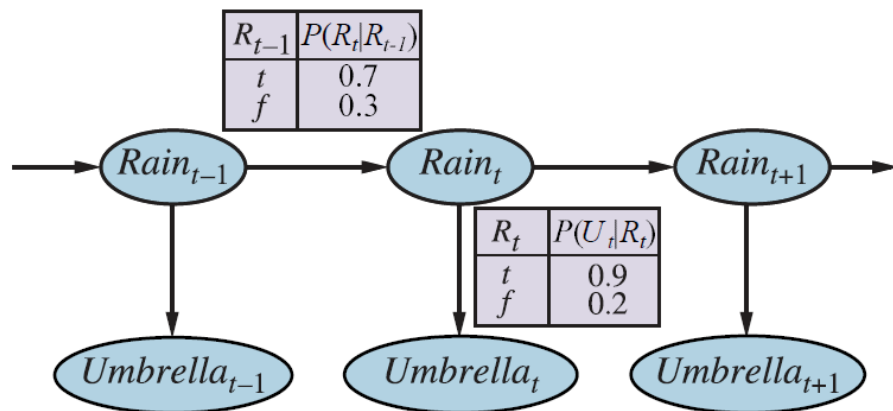 R_{t-1} P(R_t|R_{t-1})
t 0.7
f 0.3
Rain_{t-1} Rain_t Rain_{t+1}
R_t P(U_t|R_t)
t 0.9
f 0.2
Umbrella_{t-1} Umbrella_t Umbrella_{t+1}